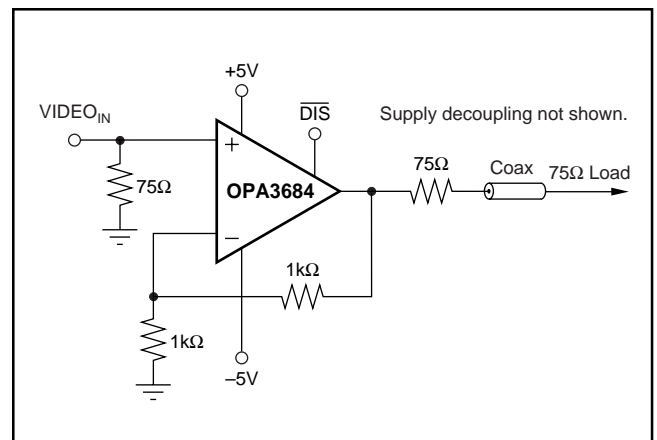 +5V
VIDEO_IN
DIS
Supply decoupling not shown.
+
75Ω
OPA3684
75Ω
Coax
75Ω Load
–
1kΩ
1kΩ
–5V